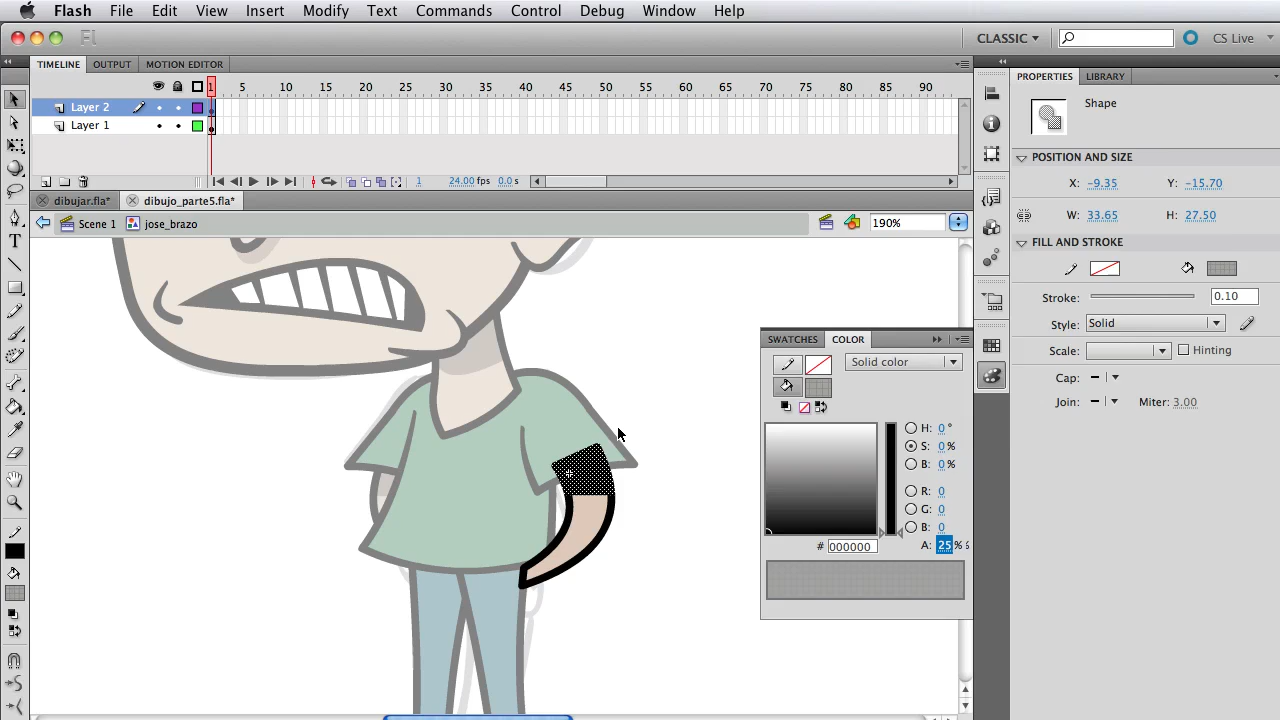 Flash File Edit View Insert Modify Text Commands Control Debug Window Help
Fl CLASSIC CS Live
TIMELINE OUTPUT MOTION EDITOR
PROPERTIES LIBRARY
1 5 10 15 20 25 30 35 40 45 50 55 60 65 70 75 80 85 90
Layer 2
Layer 1
Shape
POSITION AND SIZE
X: -9.35 Y: -15.70
W: 33.65 H: 27.50
1 24.00 fps 0.0 s
dibujar.fla* dibujo_parte5.fla*
Scene 1 jose_brazo 190%
FILL AND STROKE
Stroke: 0.10
Style: Solid
Scale: Hinting
Cap:
Join: Miter: 3.00
SWATCHES COLOR
Solid color
H: 0 °
S: 0 %
B: 0 %
R: 0
G: 0
B: 0
# 000000 A: 25 %
T